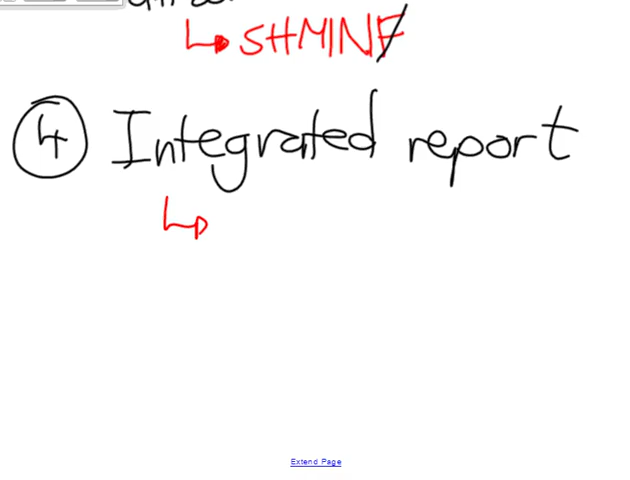 ↳ SHMINF
④ Integrated report
↳
Extend Page